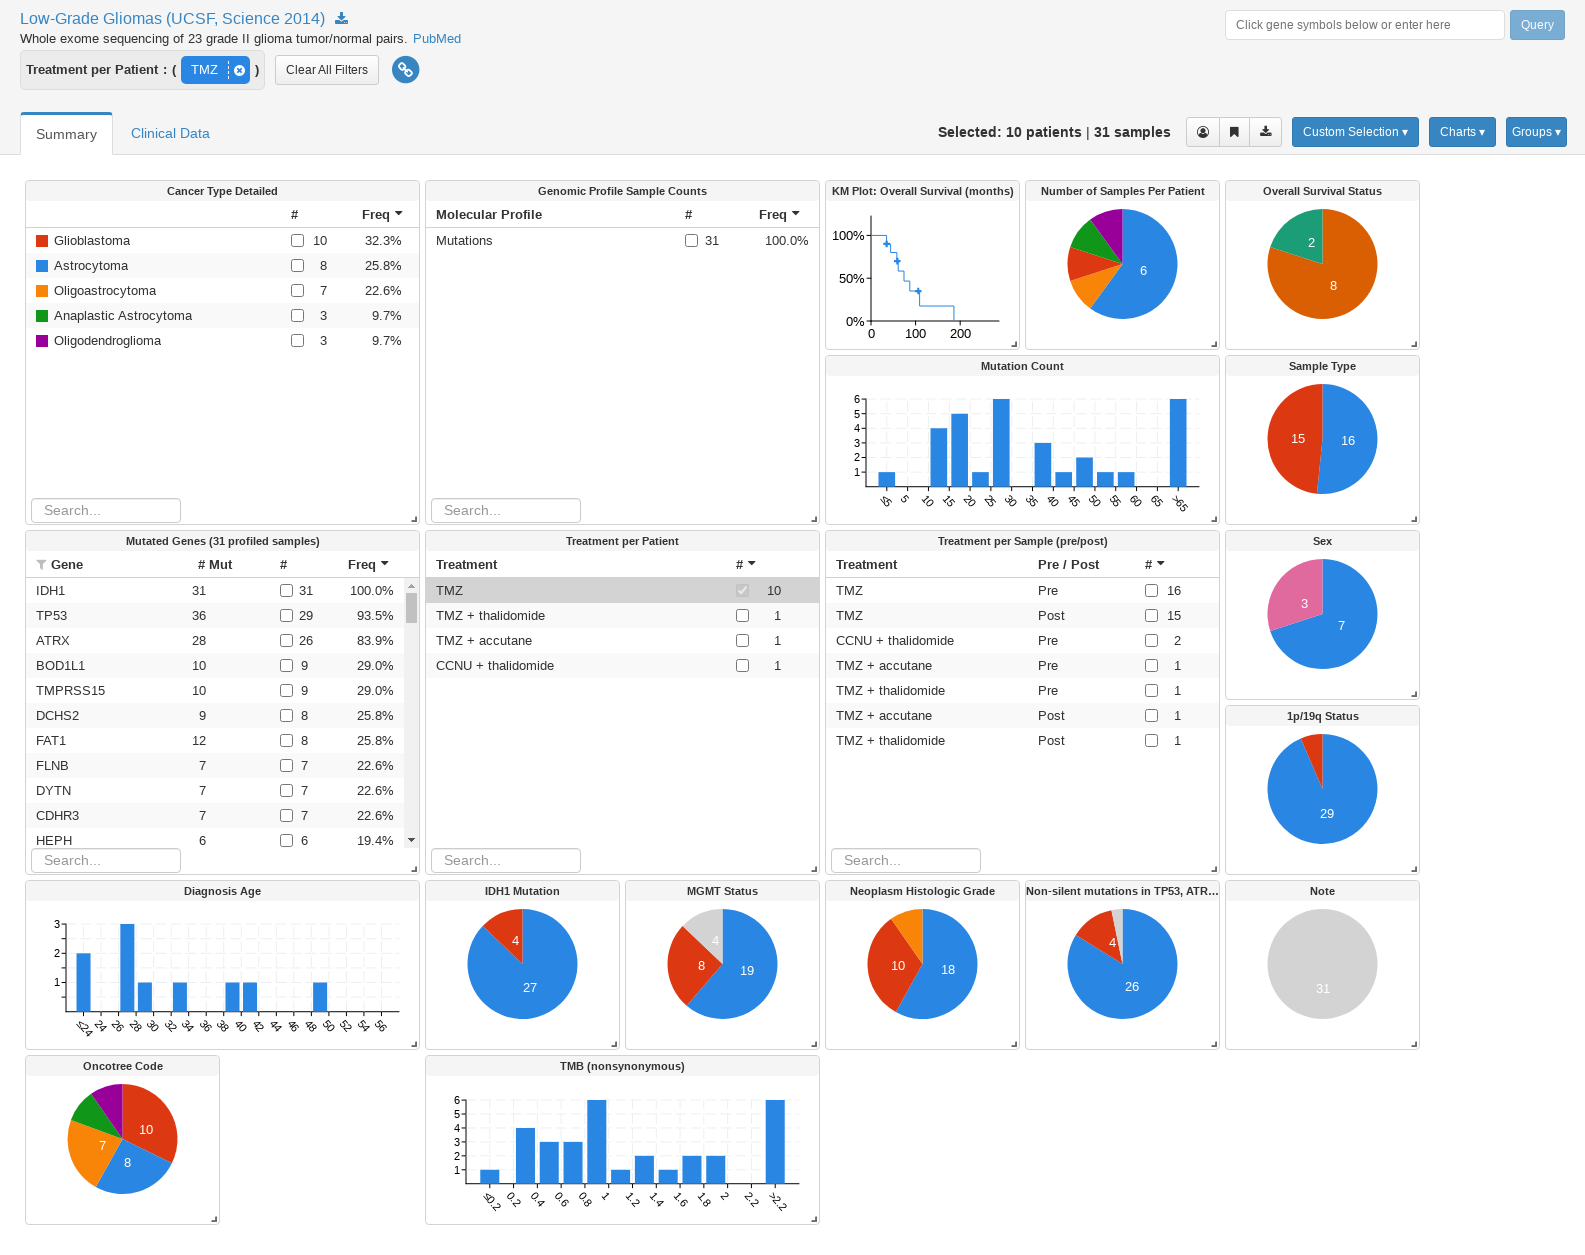 Low-Grade Gliomas (UCSF, Science 2014)
Click gene symbols below or enter here
Query
Whole exome sequencing of 23 grade II glioma tumor/normal pairs. PubMed
Treatment per Patient : ( TMZ ) Clear All Filters
Summary Clinical Data
Selected: 10 patients | 31 samples
Custom Selection ▾ Charts ▾ Groups ▾
Cancer Type Detailed
# Freq
Glioblastoma 10 32.3%
Astrocytoma 8 25.8%
Oligoastrocytoma 7 22.6%
Anaplastic Astrocytoma 3 9.7%
Oligodendroglioma 3 9.7%
Search...
Genomic Profile Sample Counts
Molecular Profile # Freq
Mutations 31 100.0%
Search...
KM Plot: Overall Survival (months)
100%
50%
0%
0 100 200
Number of Samples Per Patient
6
Overall Survival Status
2
8
Mutation Count
6
5
4
3
2
1
≤5 5 10 15 20 25 30 35 40 45 50 55 60 65 >65
Sample Type
15 16
Mutated Genes (31 profiled samples)
Gene # Mut # Freq
IDH1 31 31 100.0%
TP53 36 29 93.5%
ATRX 28 26 83.9%
BOD1L1 10 9 29.0%
TMPRSS15 10 9 29.0%
DCHS2 9 8 25.8%
FAT1 12 8 25.8%
FLNB 7 7 22.6%
DYTN 7 7 22.6%
CDHR3 7 7 22.6%
HEPH 6 6 19.4%
Search...
Treatment per Patient
Treatment #
TMZ 10
TMZ + thalidomide 1
TMZ + accutane 1
CCNU + thalidomide 1
Search...
Treatment per Sample (pre/post)
Treatment Pre / Post #
TMZ Pre 16
TMZ Post 15
CCNU + thalidomide Pre 2
TMZ + accutane Pre 1
TMZ + thalidomide Pre 1
TMZ + accutane Post 1
TMZ + thalidomide Post 1
Search...
Sex
3
7
1p/19q Status
29
Diagnosis Age
3
2
1
≤24 24 26 28 30 32 34 36 38 40 42 44 46 48 50 52 54 56
IDH1 Mutation
4
27
MGMT Status
4
8 19
Neoplasm Histologic Grade
10 18
Non-silent mutations in TP53, ATR...
4
26
Note
31
Oncotree Code
10
7
8
TMB (nonsynonymous)
6
5
4
3
2
1
≤0.2 0.2 0.4 0.6 0.8 1 1.2 1.4 1.6 1.8 2 2.2 >2.2